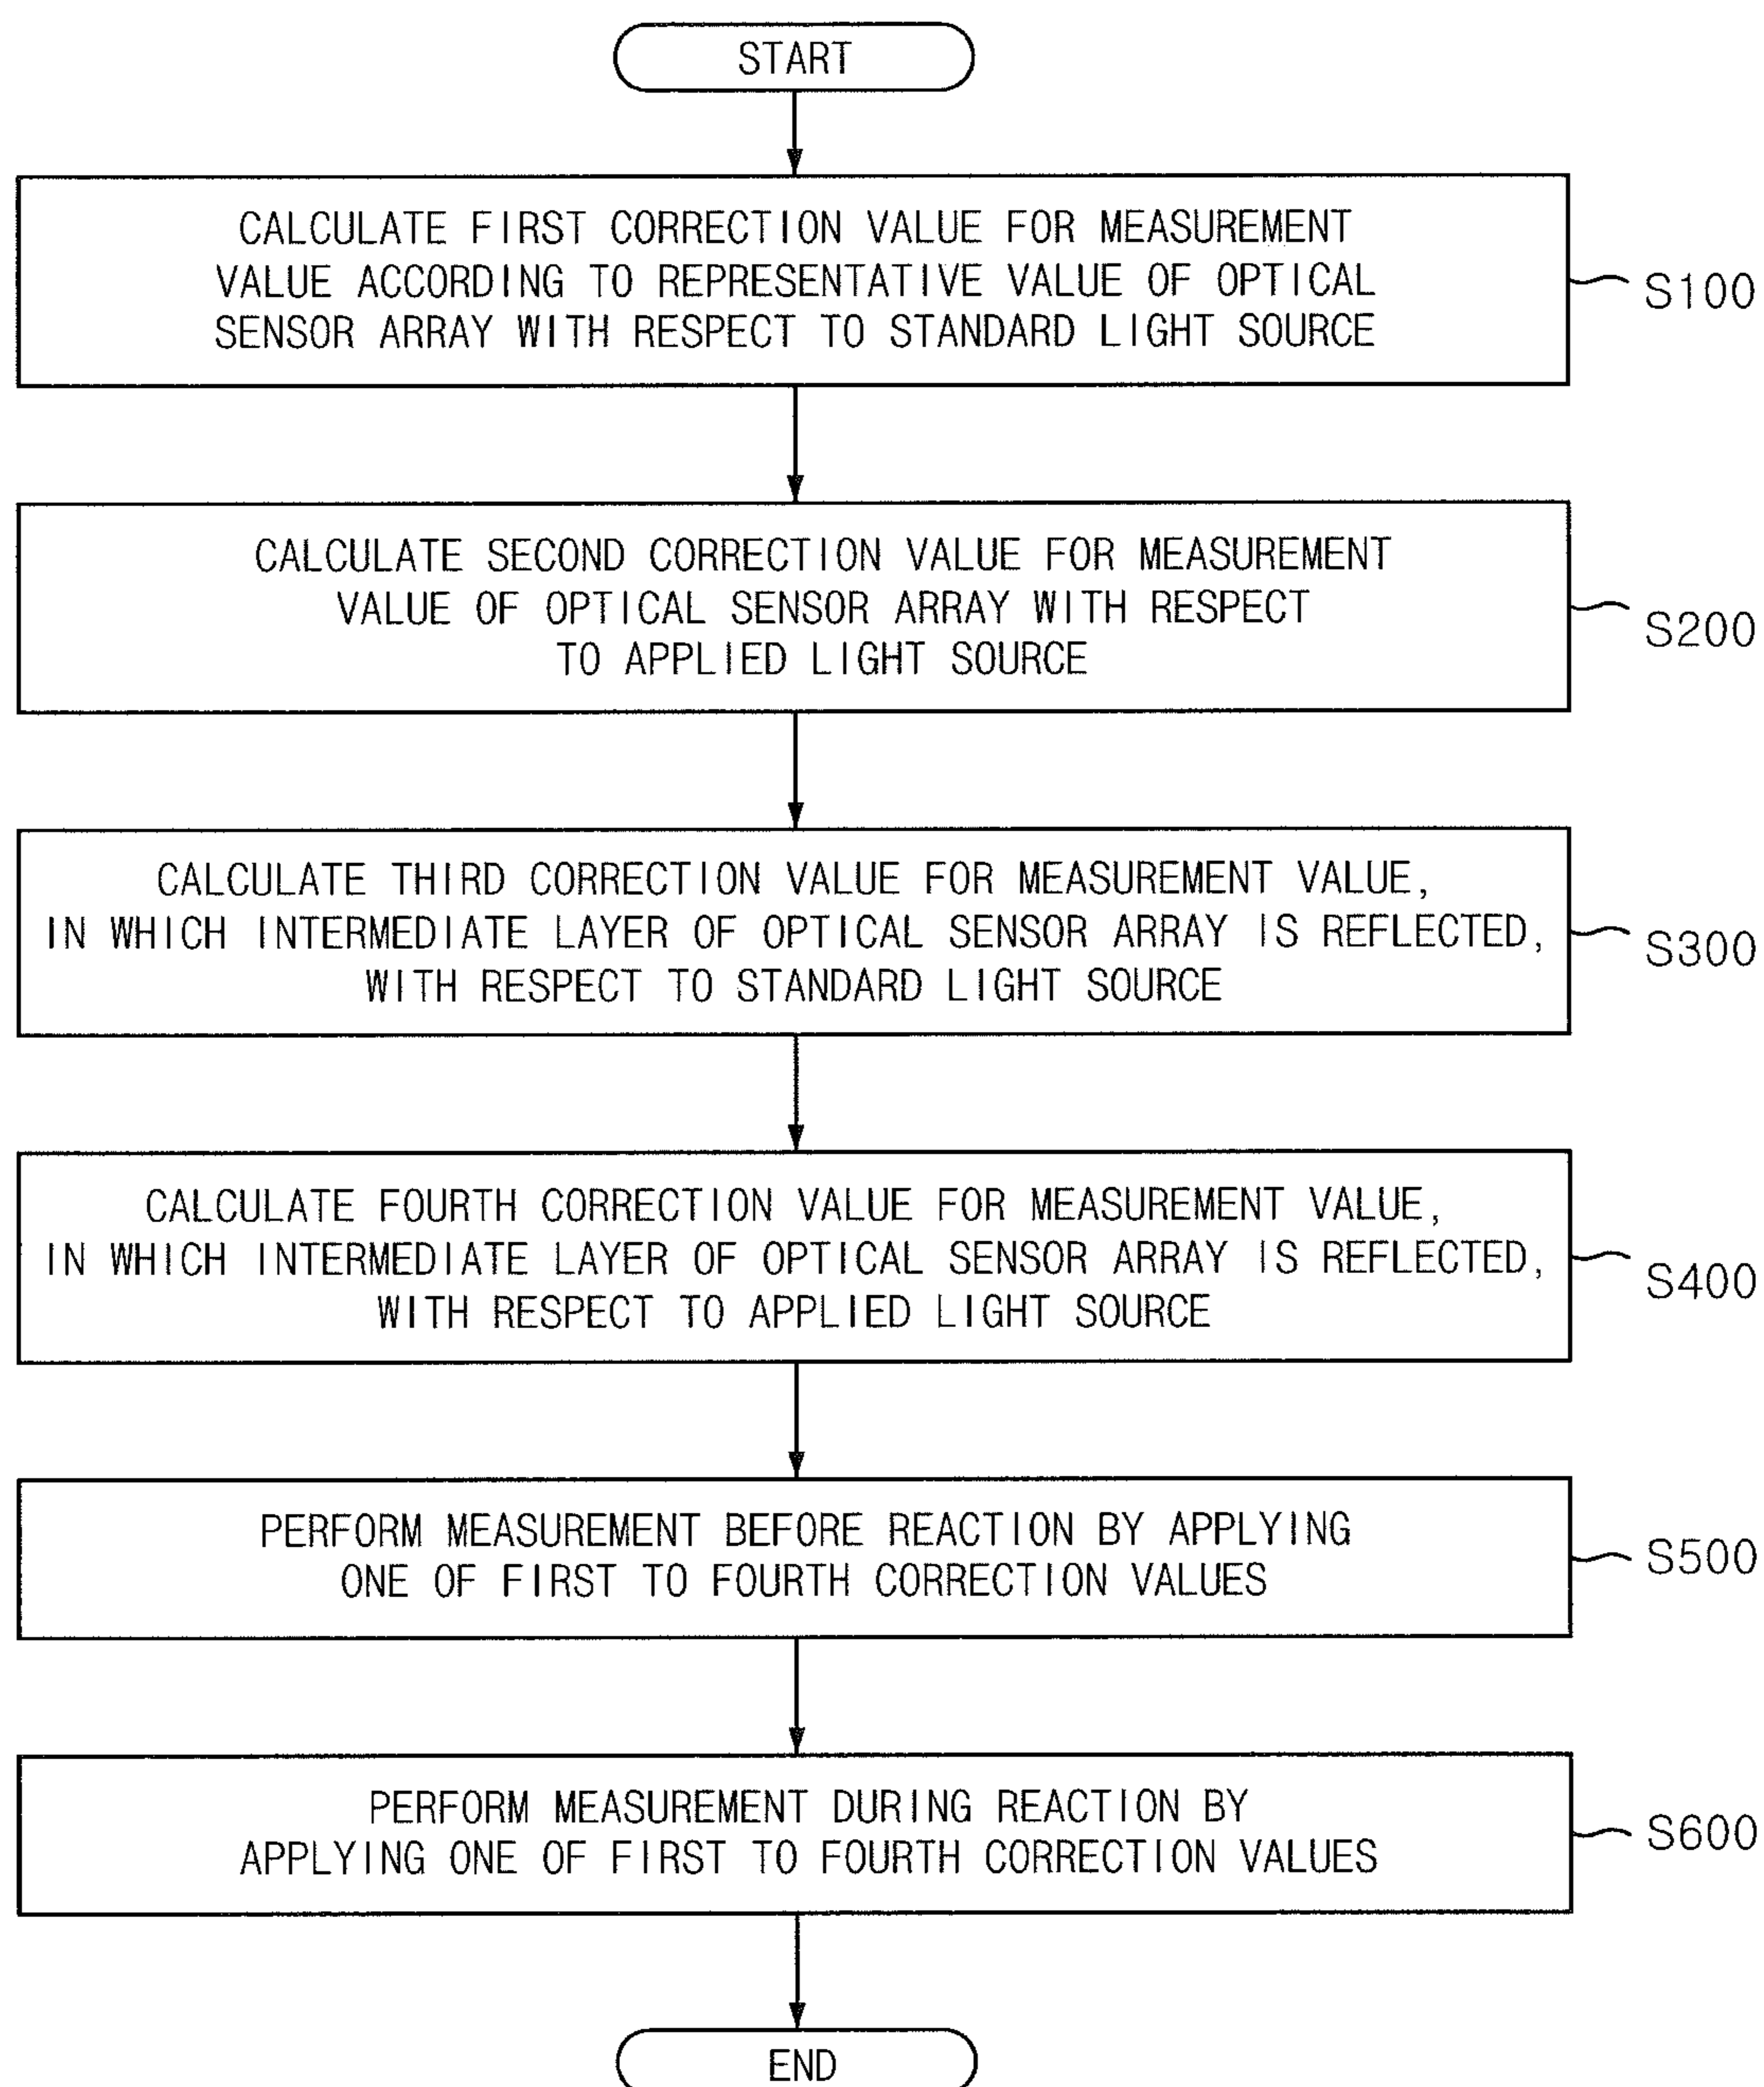 START
CALCULATE FIRST CORRECTION VALUE FOR MEASUREMENT
VALUE ACCORDING TO REPRESENTATIVE VALUE OF OPTICAL
SENSOR ARRAY WITH RESPECT TO STANDARD LIGHT SOURCE
S100
CALCULATE SECOND CORRECTION VALUE FOR MEASUREMENT
VALUE OF OPTICAL SENSOR ARRAY WITH RESPECT
TO APPLIED LIGHT SOURCE
S200
CALCULATE THIRD CORRECTION VALUE FOR MEASUREMENT VALUE,
IN WHICH INTERMEDIATE LAYER OF OPTICAL SENSOR ARRAY IS REFLECTED,
WITH RESPECT TO STANDARD LIGHT SOURCE
S300
CALCULATE FOURTH CORRECTION VALUE FOR MEASUREMENT VALUE,
IN WHICH INTERMEDIATE LAYER OF OPTICAL SENSOR ARRAY IS REFLECTED,
WITH RESPECT TO APPLIED LIGHT SOURCE
S400
PERFORM MEASUREMENT BEFORE REACTION BY APPLYING
ONE OF FIRST TO FOURTH CORRECTION VALUES
S500
PERFORM MEASUREMENT DURING REACTION BY
APPLYING ONE OF FIRST TO FOURTH CORRECTION VALUES
S600
END